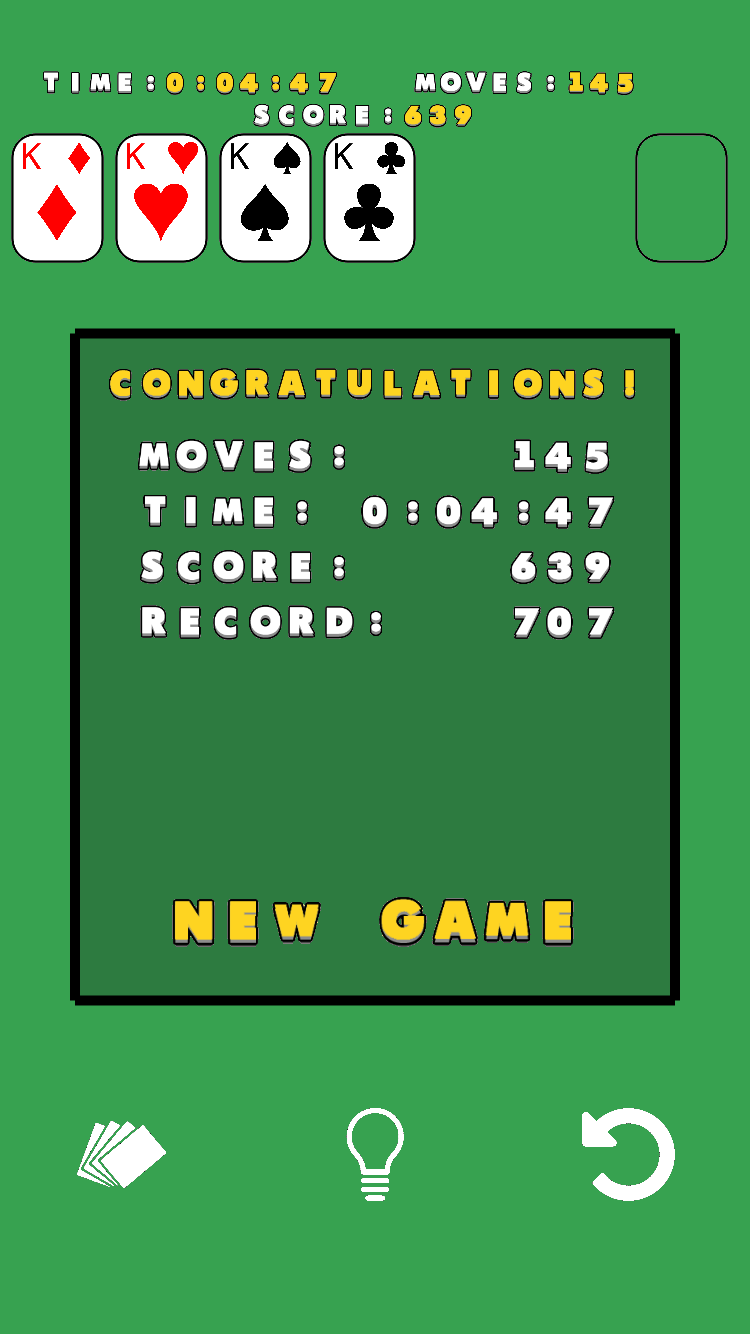 TIME:0:04:47 MOVES:145
SCORE:639
K K K K
CONGRATULATIONS!
MOVES: 145
TIME: 0:04:47
SCORE: 639
RECORD: 707
NEW GAME